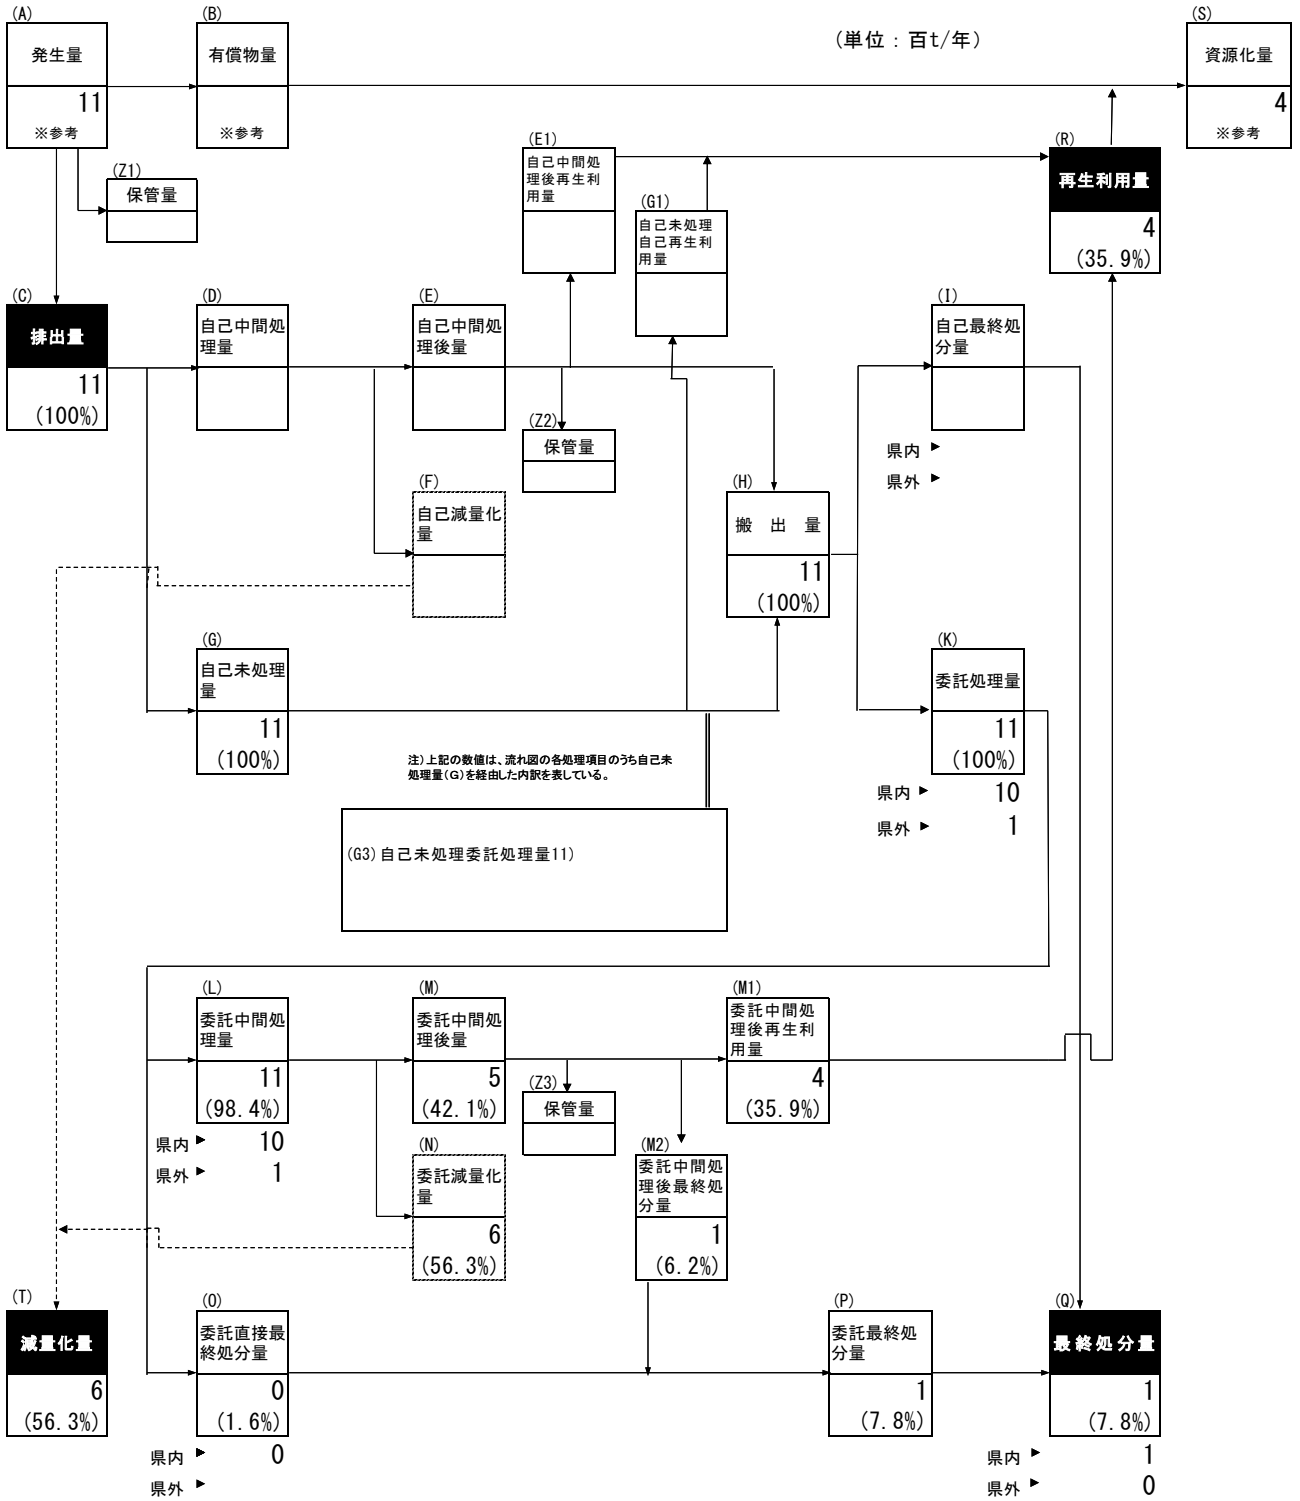 (A)
発生量
11
※参考
(B)
有償物量
※参考
(単位：百t/年)
(S)
資源化量
4
※参考
(Z1)
保管量
(E1)
自己中間処
理後再生利
用量
(G1)
自己未処理
自己再生利
用量
(R)
再生利用量
4
(35.9%)
(C)
排出量
11
(100%)
(D)
自己中間処
理量
(E)
自己中間処
理後量
(Z2)
保管量
(I)
自己最終処
分量
県内 ▶
県外 ▶
(F)
自己減量化
量
(H)
搬 出 量
11
(100%)
(G)
自己未処理
量
11
(100%)
(K)
委託処理量
11
(100%)
県内 ▶ 10
県外 ▶ 1
注)上記の数値は、流れ図の各処理項目のうち自己未
処理量(G)を経由した内訳を表している。
(G3)自己未処理委託処理量11)
(L)
委託中間処
理量
11
(98.4%)
県内 ▶ 10
県外 ▶ 1
(M)
委託中間処
理後量
5
(42.1%)
(Z3)
保管量
(M1)
委託中間処
理後再生利
用量
4
(35.9%)
(N)
委託減量化
量
6
(56.3%)
(M2)
委託中間処
理後最終処
分量
1
(6.2%)
(T)
減量化量
6
(56.3%)
(O)
委託直接最
終処分量
0
(1.6%)
県内 ▶ 0
県外 ▶
(P)
委託最終処
分量
1
(7.8%)
(Q)
最終処分量
1
(7.8%)
県内 ▶ 1
県外 ▶ 0